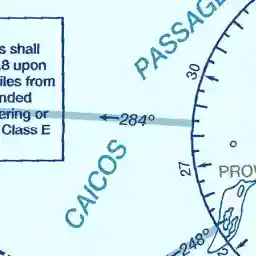 s shall
.8 upon
iles from
nded
ering or
Class E
PASSAGE
30
284°
27
CAICOS
PROV
248°